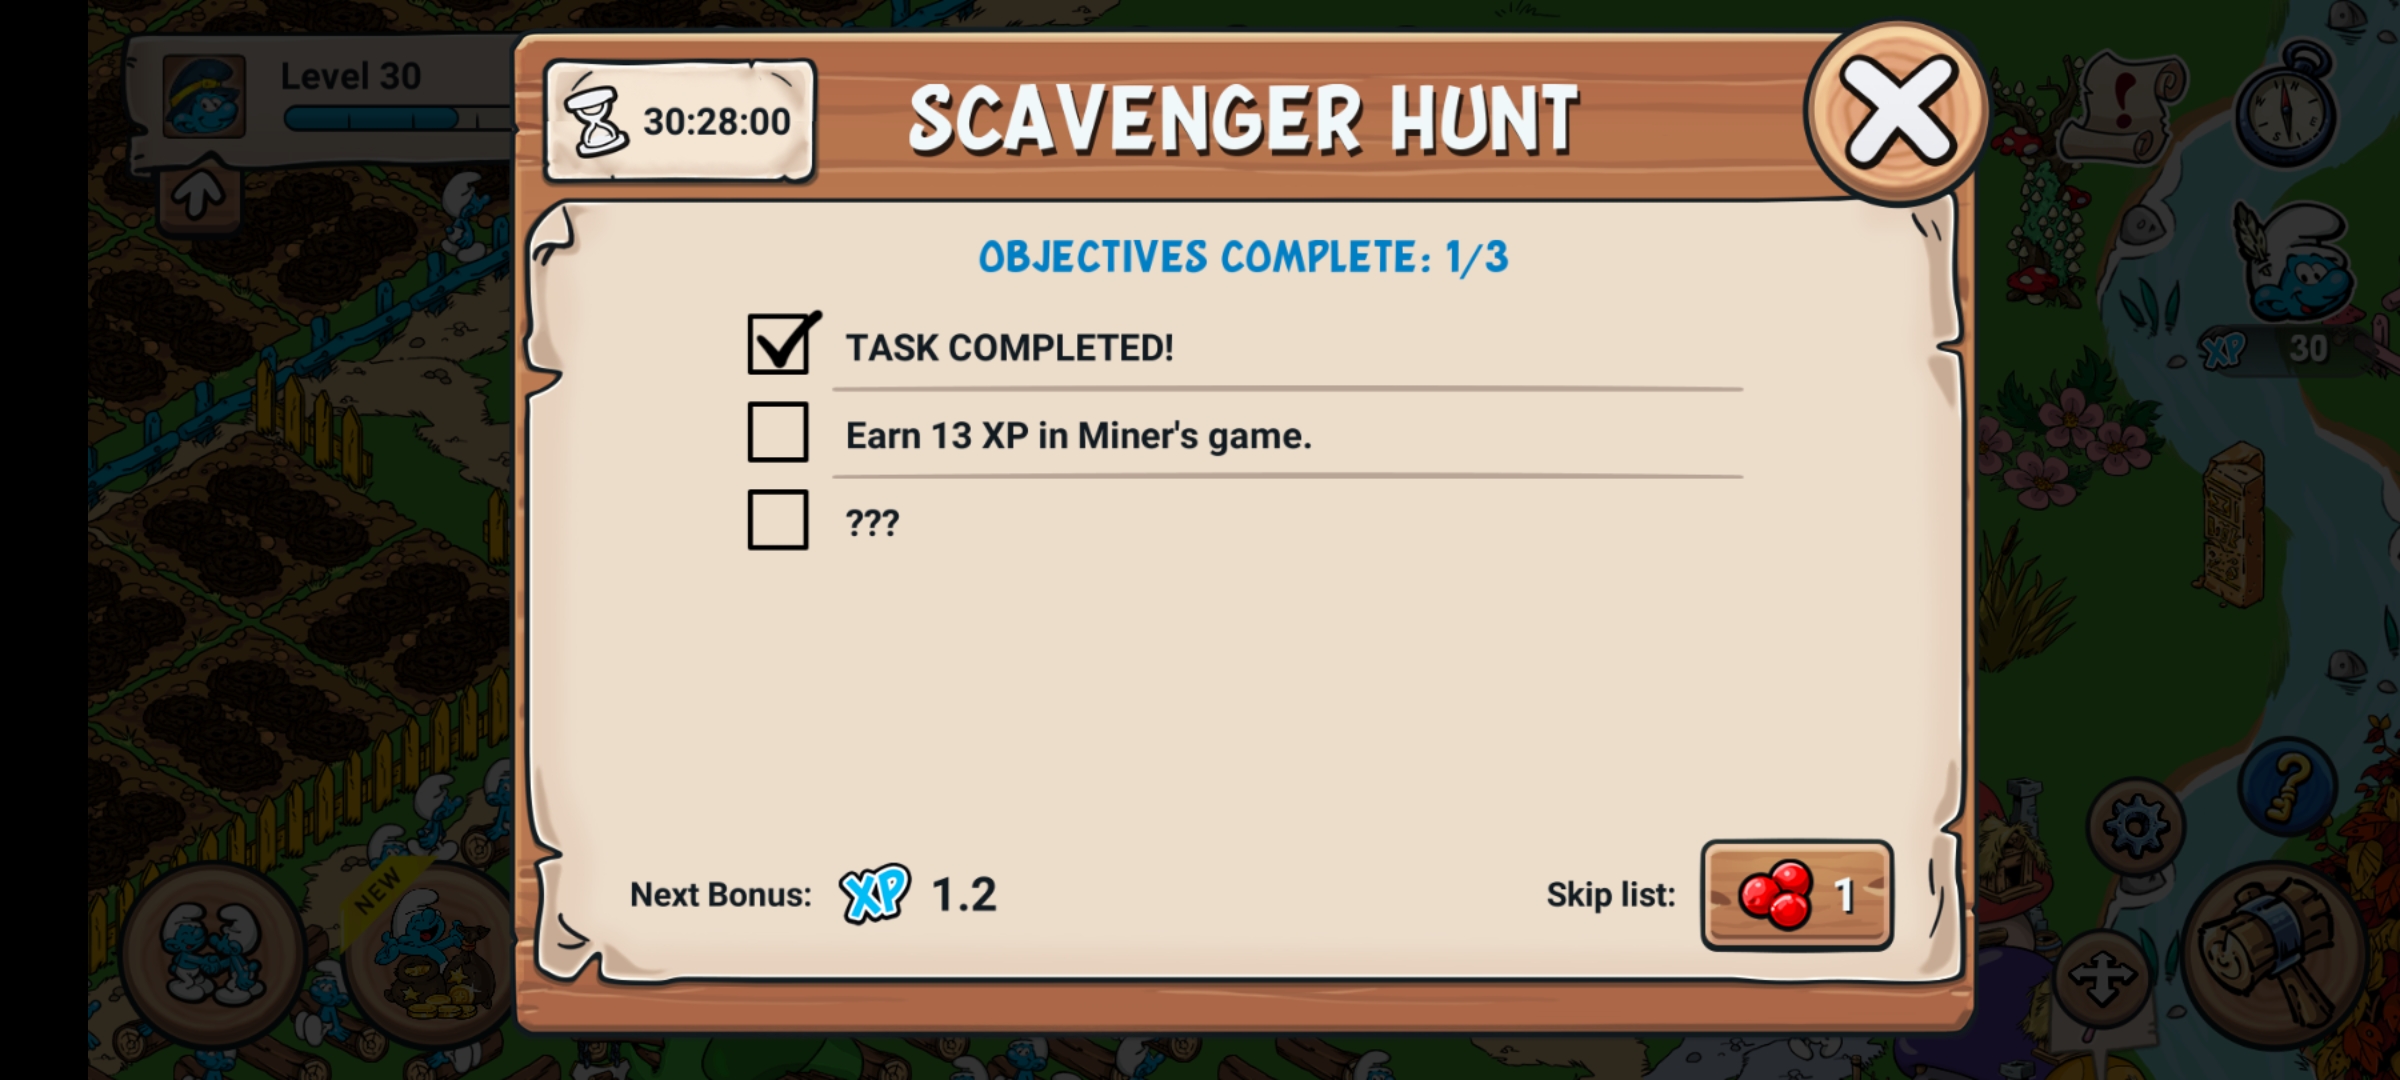 Level 30
30:28:00
SCAVENGER HUNT
OBJECTIVES COMPLETE: 1/3
TASK COMPLETED!
Earn 13 XP in Miner's game.
???
XP 30
NEW
Next Bonus: XP 1.2
Skip list: 1